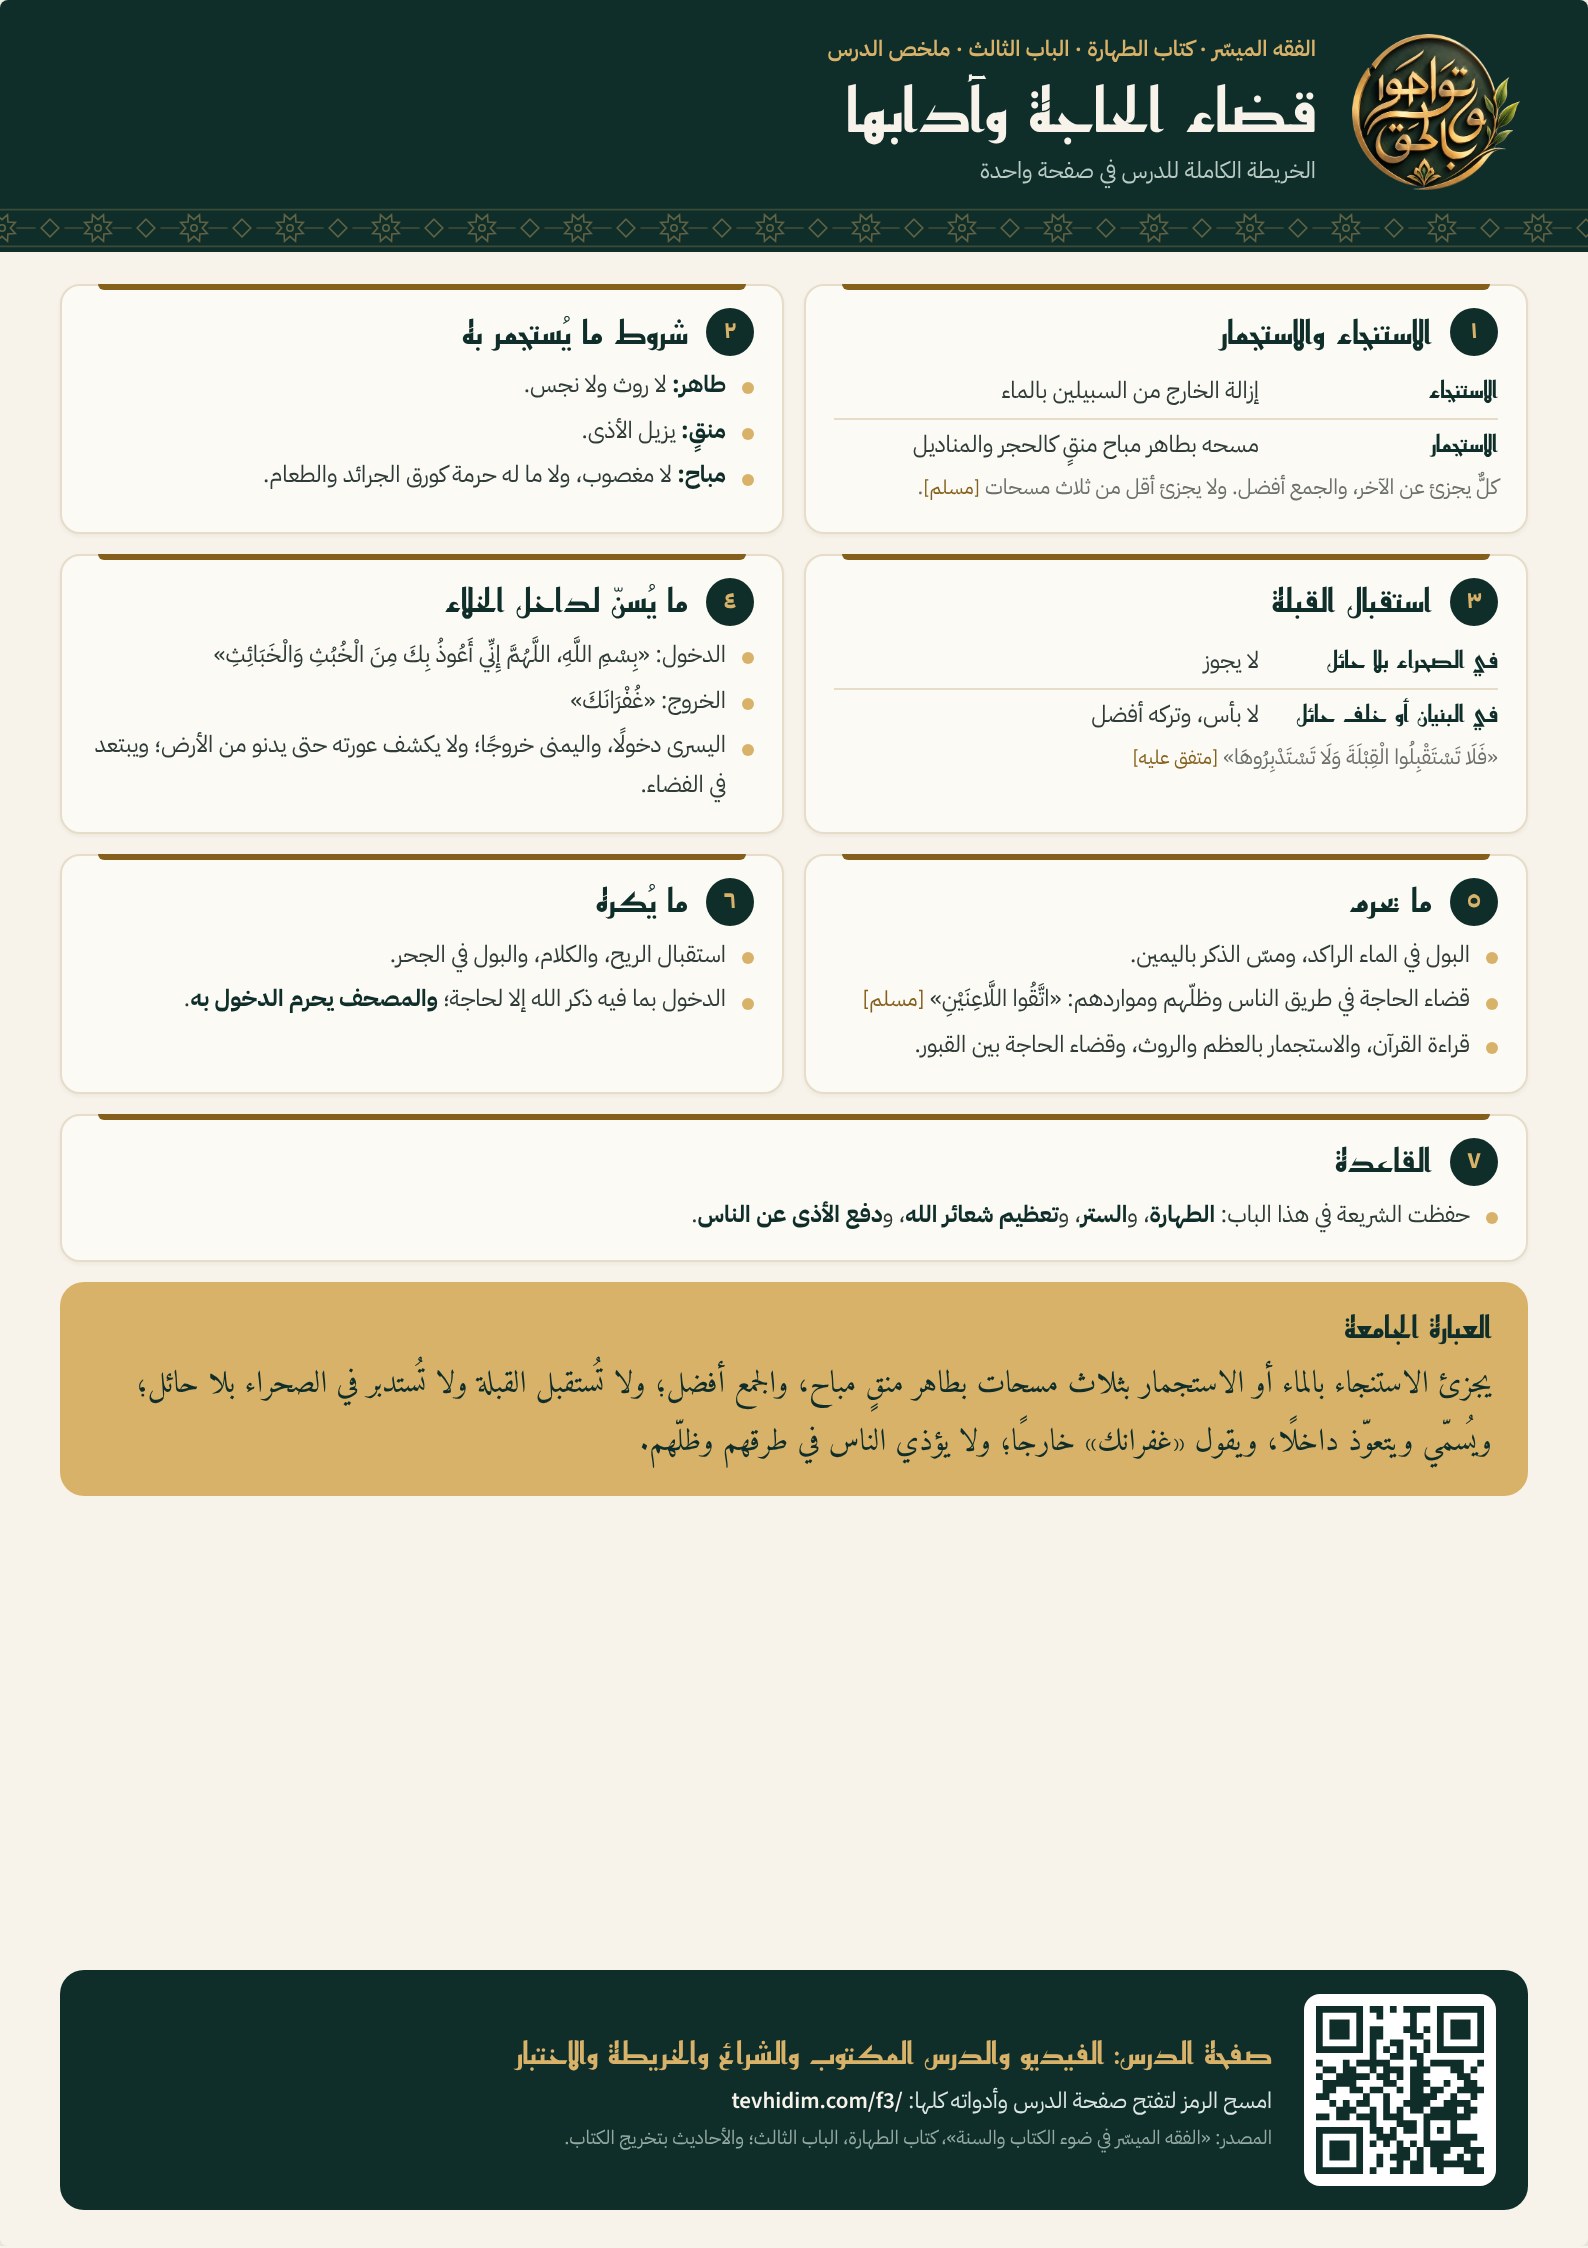 تواصوا بالحق
الفقه الميسّر · كتاب الطهارة · الباب الثالث · ملخص الدرس
قضاء الحاجة وآدابها
الخريطة الكاملة للدرس في صفحة واحدة
١ الاستنجاء والاستجمار
الاستنجاء إزالة الخارج من السبيلين بالماء
الاستجمار مسحه بطاهر مباح منقٍ كالحجر والمناديل
كلٌّ يجزئ عن الآخر، والجمع أفضل. ولا يجزئ أقل من ثلاث مسحات [مسلم].
٢ شروط ما يُستجمر به
طاهر: لا روث ولا نجس.
منقٍ: يزيل الأذى.
مباح: لا مغصوب، ولا ما له حرمة كورق الجرائد والطعام.
٣ استقبال القبلة
في الصحراء بلا حائل لا يجوز
في البنيان أو خلف حائل لا بأس، وتركه أفضل
«فَلَا تَسْتَقْبِلُوا الْقِبْلَةَ وَلَا تَسْتَدْبِرُوهَا» [متفق عليه]
٤ ما يُسنّ لداخل الخلاء
الدخول: «بِسْمِ اللَّهِ، اللَّهُمَّ إِنِّي أَعُوذُ بِكَ مِنَ الْخُبُثِ وَالْخَبَائِثِ»
الخروج: «غُفْرَانَكَ»
اليسرى دخولًا، واليمنى خروجًا؛ ولا يكشف عورته حتى يدنو من الأرض؛ ويبتعد
في الفضاء.
٥ ما يحرم
البول في الماء الراكد، ومسّ الذكر باليمين.
قضاء الحاجة في طريق الناس وظلّهم ومواردهم: «اتَّقُوا اللَّاعِنَيْنِ» [مسلم]
قراءة القرآن، والاستجمار بالعظم والروث، وقضاء الحاجة بين القبور.
٦ ما يُكره
استقبال الريح، والكلام، والبول في الجحر.
الدخول بما فيه ذكر الله إلا لحاجة؛ والمصحف يحرم الدخول به.
٧ القاعدة
حفظت الشريعة في هذا الباب: الطهارة، والستر، وتعظيم شعائر الله، ودفع الأذى عن الناس.
العبارة الجامعة
يجزئ الاستنجاء بالماء أو الاستجمار بثلاث مسحات بطاهر منقٍ مباح، والجمع أفضل؛ ولا تُستقبل القبلة ولا تُستدبر في الصحراء بلا حائل؛
ويُسمّي ويتعوّذ داخلًا، ويقول «غفرانك» خارجًا؛ ولا يؤذي الناس في طرقهم وظلّهم.
صفحة الدرس: الفيديو والدرس المكتوب والشرائح والخريطة والاختبار
امسح الرمز لتفتح صفحة الدرس وأدواته كلها: tevhidim.com/f3/
المصدر: «الفقه الميسّر في ضوء الكتاب والسنة»، كتاب الطهارة، الباب الثالث؛ والأحاديث بتخريج الكتاب.